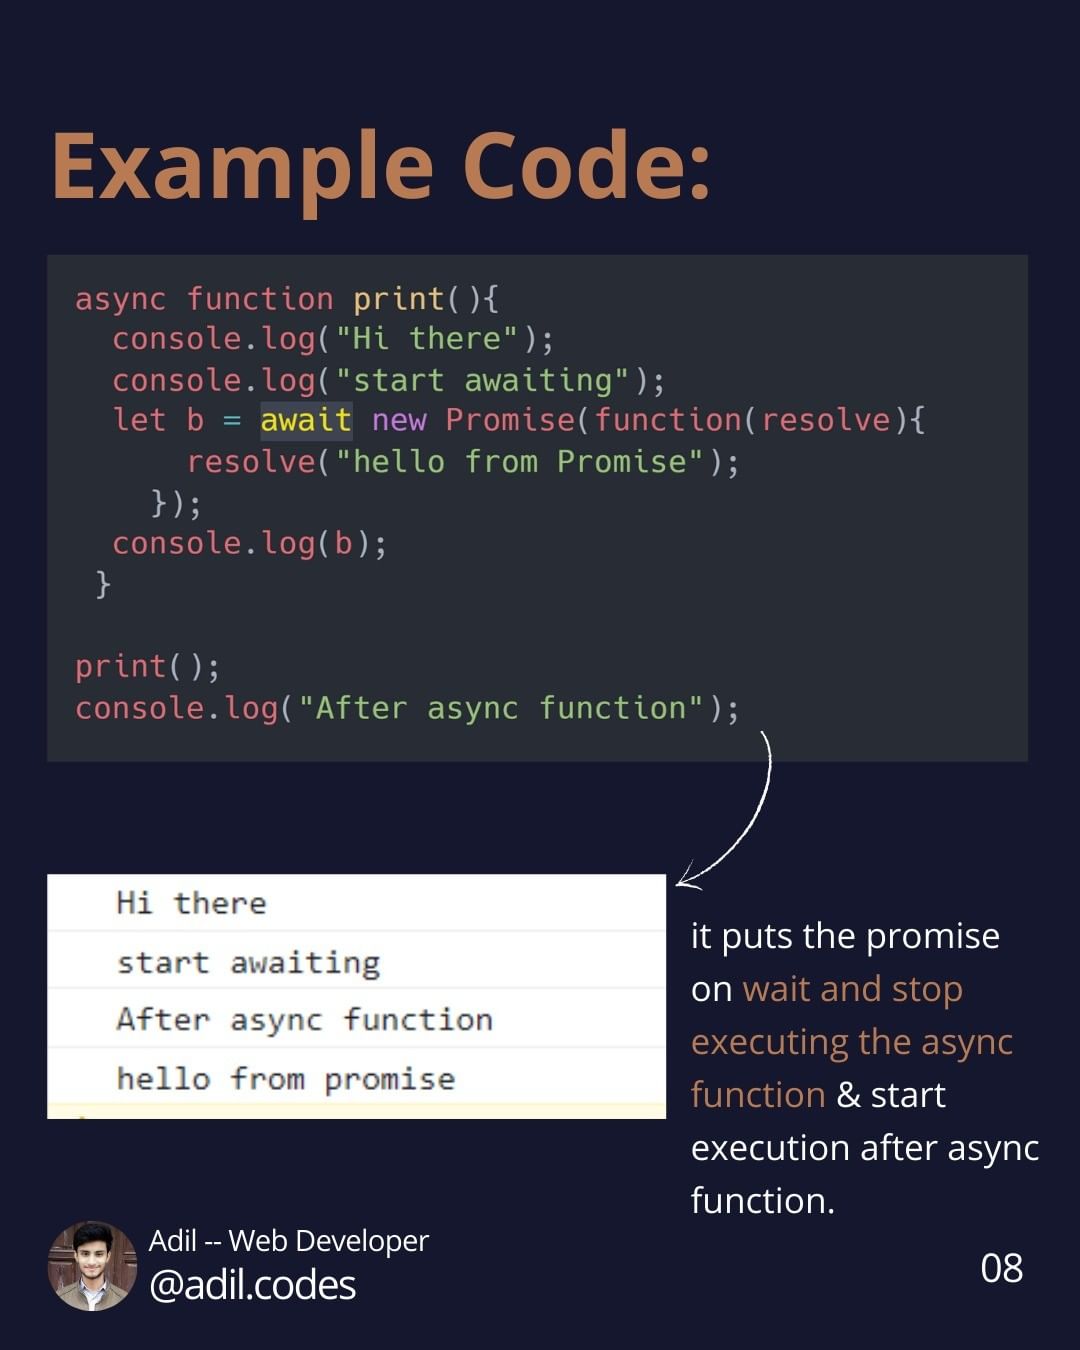 Example Code:
async function print(){
  console.log("Hi there");
  console.log("start awaiting");
  let b = await new Promise(function(resolve){
      resolve("hello from Promise");
    });
  console.log(b);
 }
print();
console.log("After async function");
Hi there
start awaiting
After async function
hello from promise
it puts the promise
on wait and stop
executing the async
function & start
execution after async
function.
Adil -- Web Developer
@adil.codes
08